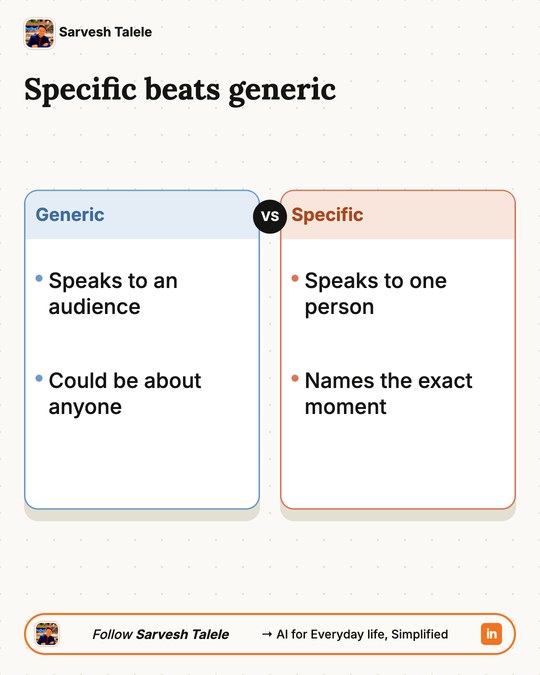 Sarvesh Talele
Specific beats generic
Generic
VS
Specific
Speaks to an
audience
Could be about
anyone
Speaks to one
person
Names the exact
moment
Follow Sarvesh Talele
→ AI for Everyday life, Simplified
in